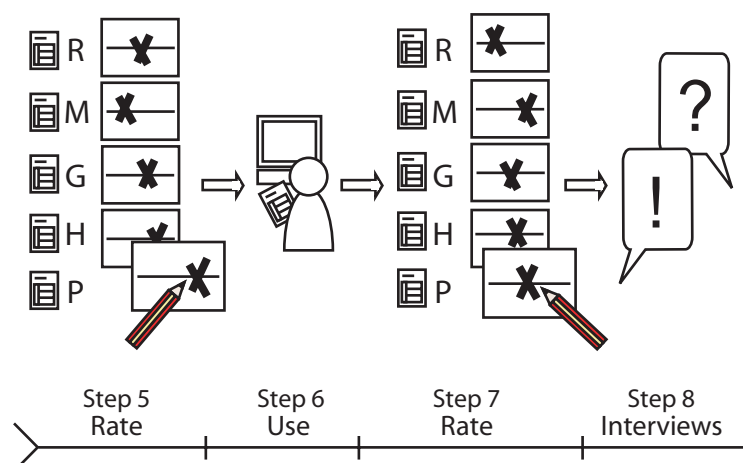 R
M
G
H
P
R
M
G
H
P
?
!
Step 5
Rate
Step 6
Use
Step 7
Rate
Step 8
Interviews